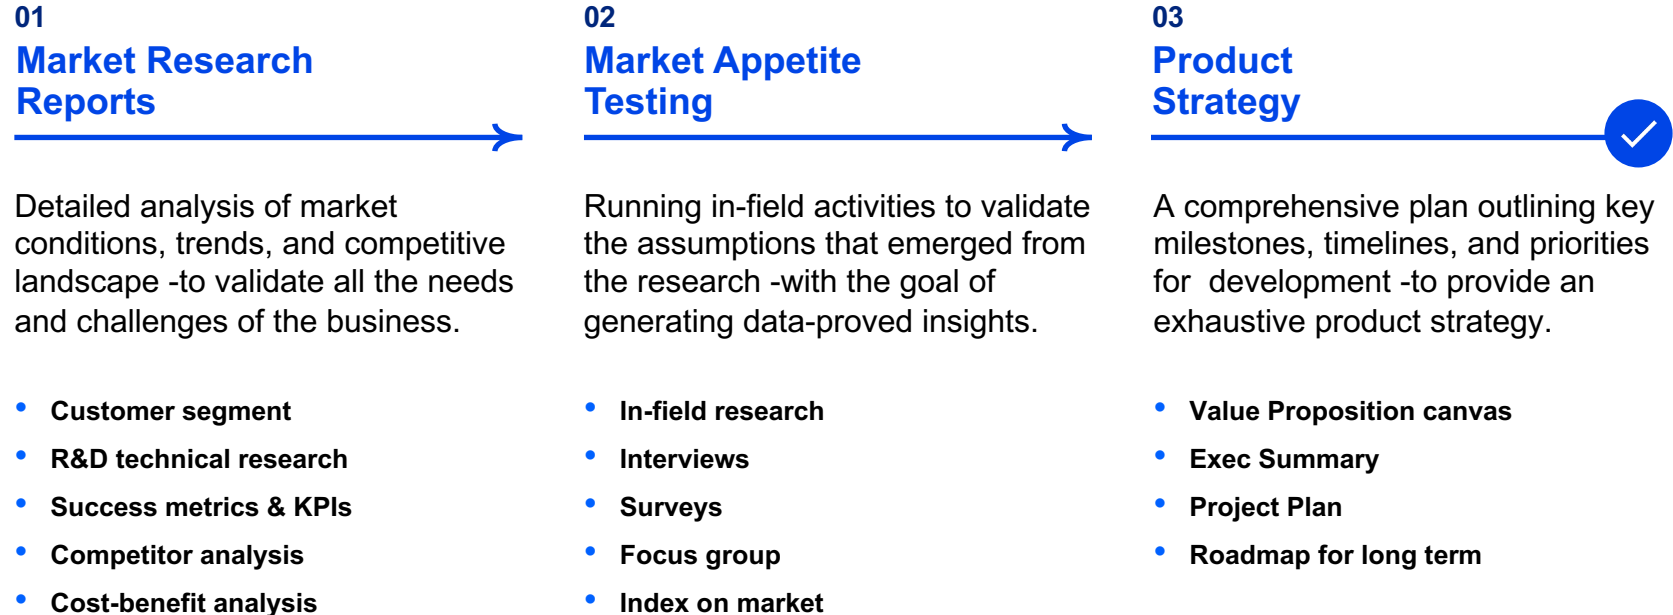 01
Market Research
Reports
Detailed analysis of market
conditions, trends, and competitive
landscape -to validate all the needs
and challenges of the business.
• Customer segment
• R&D technical research
• Success metrics & KPIs
• Competitor analysis
• Cost-benefit analysis
02
Market Appetite
Testing
Running in-field activities to validate
the assumptions that emerged from
the research -with the goal of
generating data-proved insights.
• In-field research
• Interviews
• Surveys
• Focus group
• Index on market
03
Product
Strategy
A comprehensive plan outlining key
milestones, timelines, and priorities
for  development -to provide an
exhaustive product strategy.
• Value Proposition canvas
• Exec Summary
• Project Plan
• Roadmap for long term